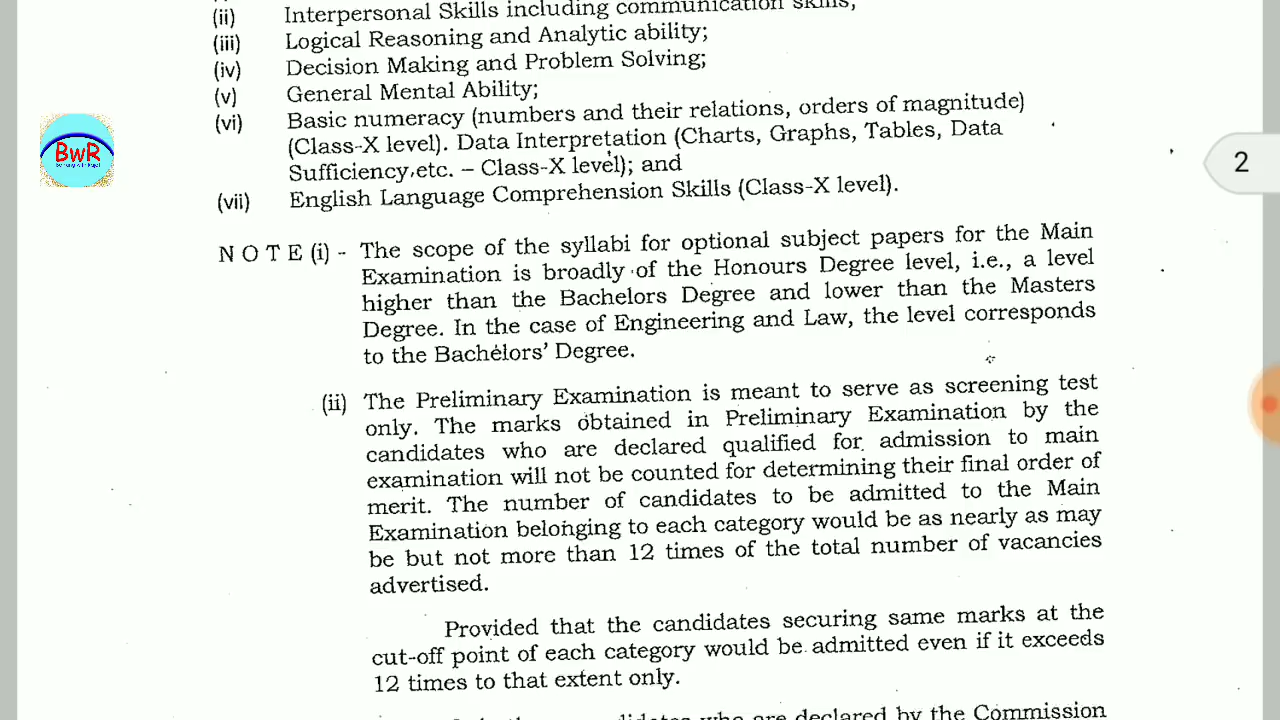 (ii) Interpersonal Skills including communication skills;
(iii) Logical Reasoning and Analytic ability;
(iv) Decision Making and Problem Solving;
(v) General Mental Ability;
(vi) Basic numeracy (numbers and their relations, orders of magnitude)
(Class-X level). Data Interpretation (Charts, Graphs, Tables, Data
Sufficiency, etc. – Class-X level); and
(vii) English Language Comprehension Skills (Class-X level).
BwR
2
N O T E (i) - The scope of the syllabi for optional subject papers for the Main
Examination is broadly of the Honours Degree level, i.e., a level
higher than the Bachelors Degree and lower than the Masters
Degree. In the case of Engineering and Law, the level corresponds
to the Bachelors' Degree.
(ii) The Preliminary Examination is meant to serve as screening test
only. The marks obtained in Preliminary Examination by the
candidates who are declared qualified for admission to main
examination will not be counted for determining their final order of
merit. The number of candidates to be admitted to the Main
Examination belonging to each category would be as nearly as may
be but not more than 12 times of the total number of vacancies
advertised.
Provided that the candidates securing same marks at the
cut-off point of each category would be admitted even if it exceeds
12 times to that extent only.
candidates who are declared by the Commission